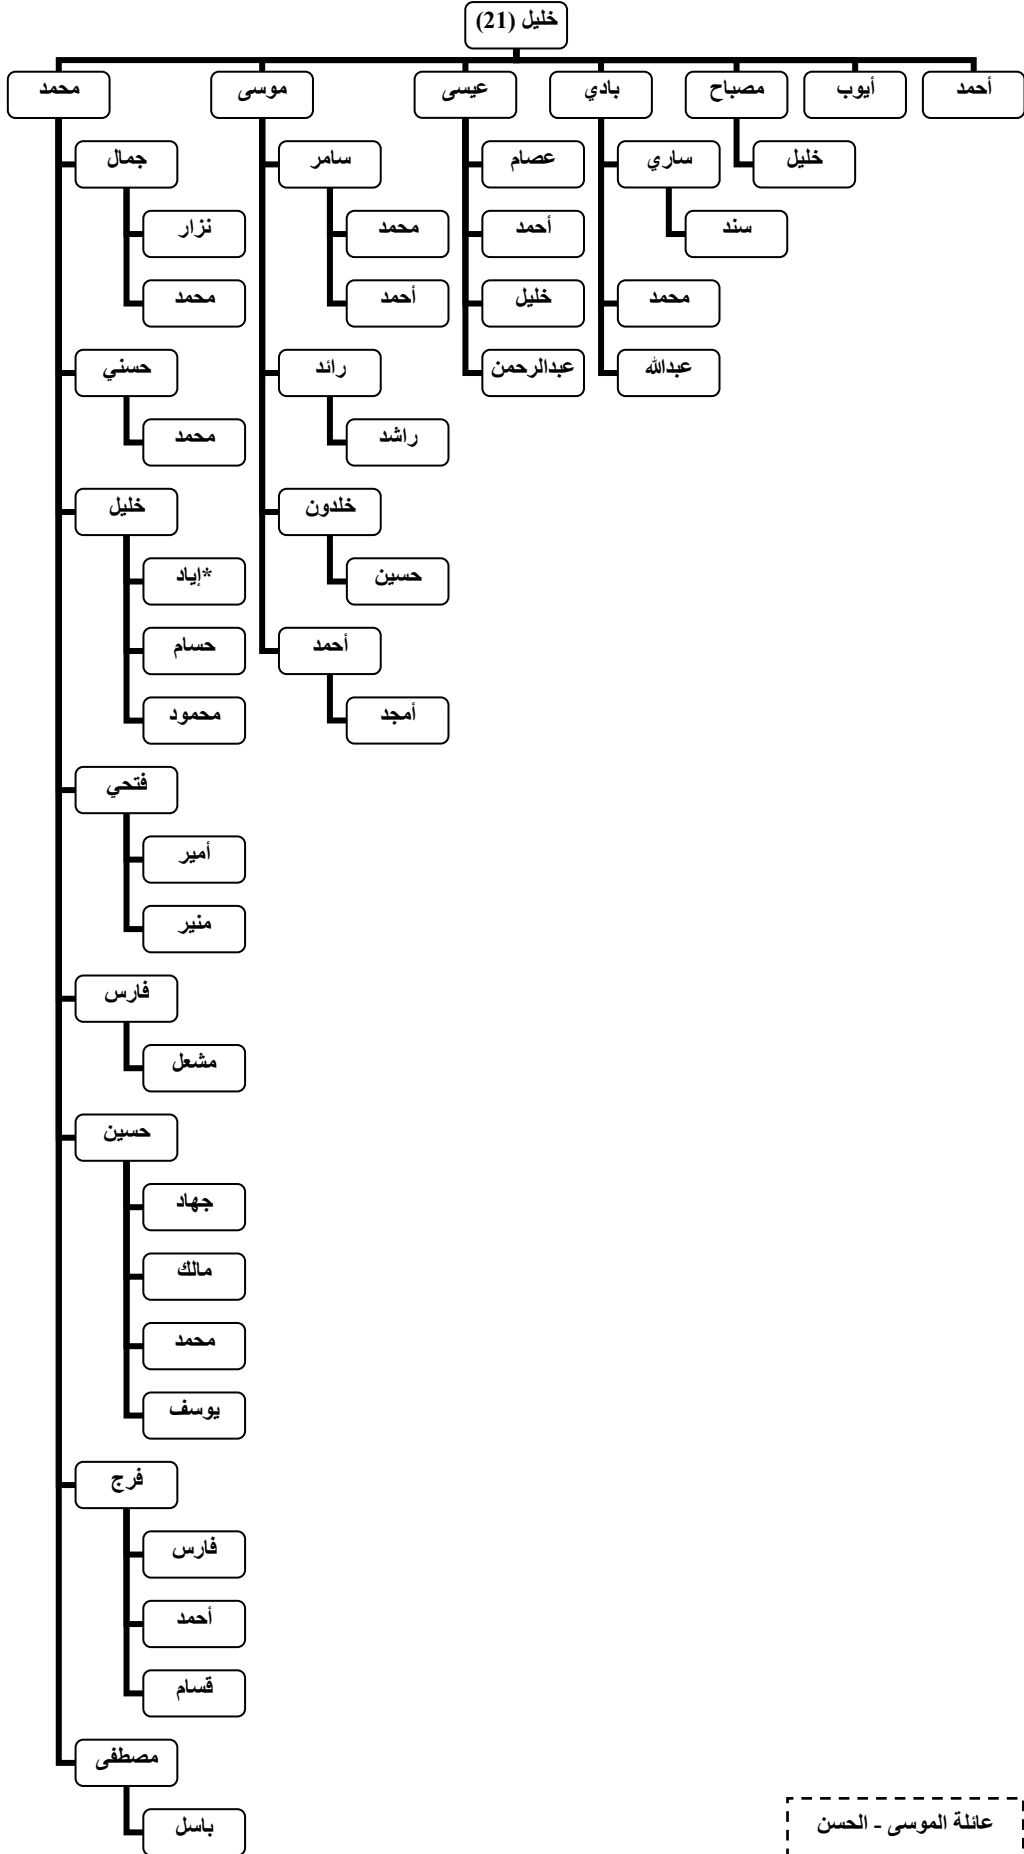 خليل (21)
أحمد
أيوب
مصباح
بادي
عيسى
موسى
محمد
خليل
ساري
عصام
سامر
جمال
سند
أحمد
محمد
نزار
محمد
خليل
أحمد
محمد
عبدالله
عبدالرحمن
رائد
حسني
راشد
محمد
خلدون
خليل
حسين
*إياد
أحمد
حسام
أمجد
محمود
فتحي
أمير
منير
فارس
مشعل
حسين
جهاد
مالك
محمد
يوسف
فرج
فارس
أحمد
قسام
مصطفى
باسل
عائلة الموسى - الحسن